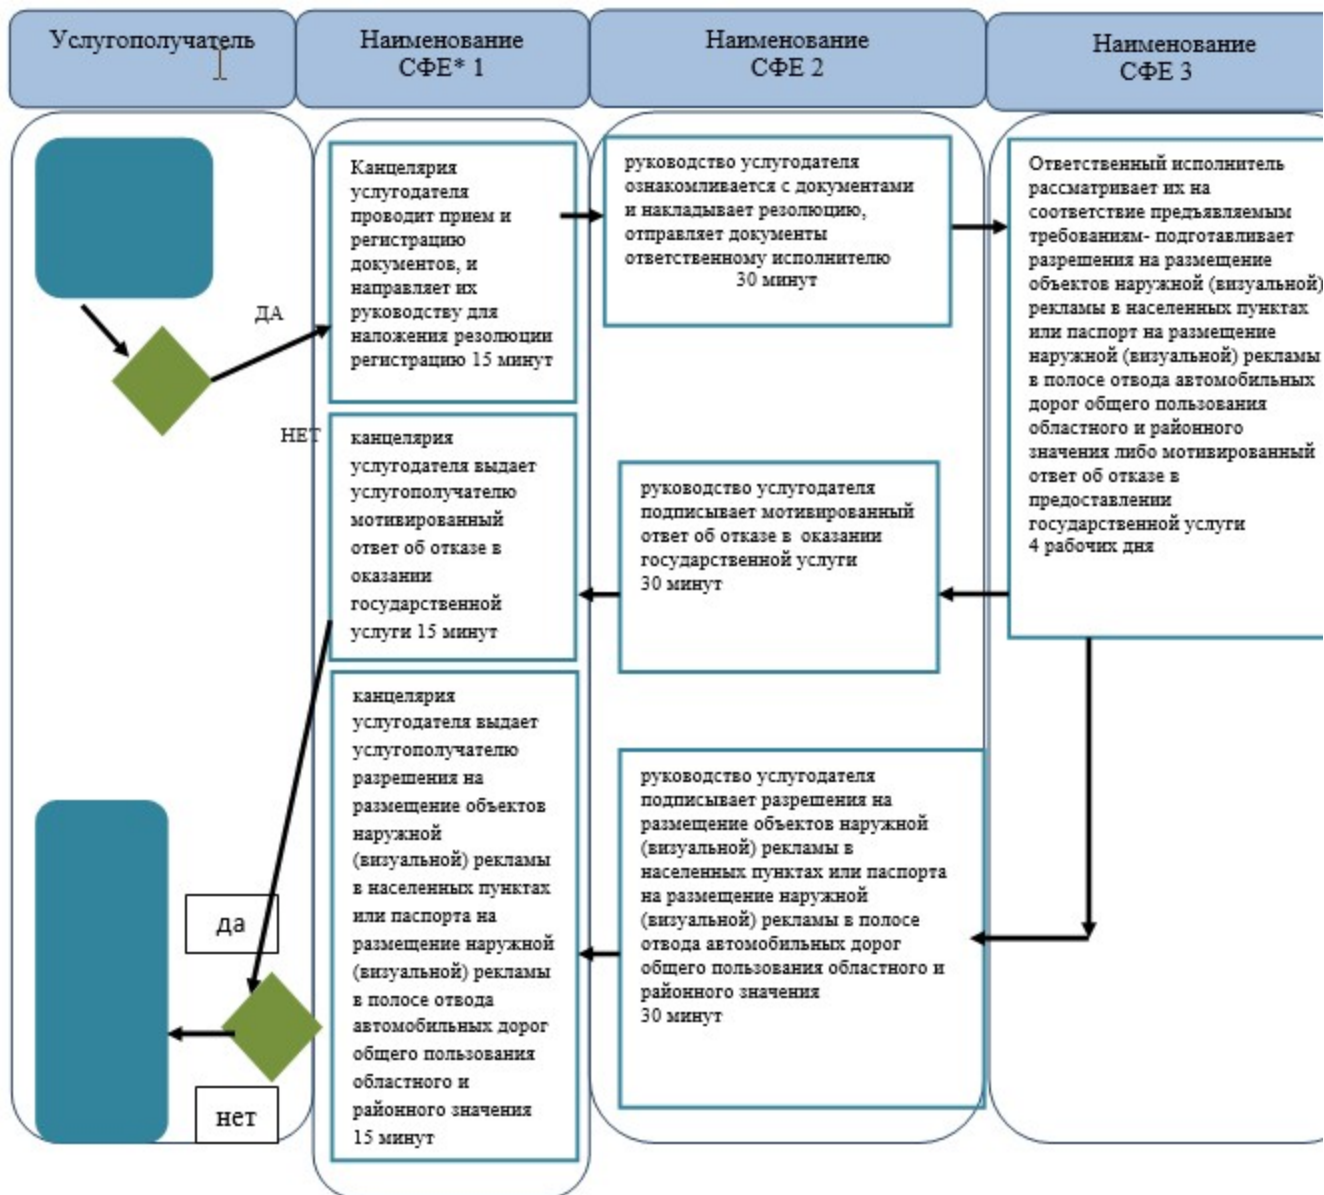 Услугополучатель
Наименование
СФЕ* 1
Наименование
СФЕ 2
Наименование
СФЕ 3
ДА
НЕТ
Канцелярия
услугодателя
проводит прием и
регистрацию
документов, и
направляет их
руководству для
наложения резолюции
регистрацию 15 минут
руководство услугодателя
ознакомливается с документами
и накладывает резолюцию,
отправляет документы
ответственному исполнителю
30 минут
Ответственный исполнитель
рассматривает их на
соответствие предъявляемым
требованиям- подготавливает
разрешения на размещение
объектов наружной (визуальной)
рекламы в населенных пунктах
или паспорт на размещение
наружной (визуальной) рекламы
в полосе отвода автомобильных
дорог общего пользования
областного и районного
значения либо мотивированный
ответ об отказе в
предоставлении
государственной услуги
4 рабочих дня
канцелярия
услугодателя выдает
услугополучателю
мотивированный
ответ об отказе в
оказании
государственной
услуги 15 минут
руководство услугодателя
подписывает мотивированный
ответ об отказе в оказании
государственной услуги
30 минут
канцелярия
услугодателя выдает
услугополучателю
разрешения на
размещение объектов
наружной
(визуальной) рекламы
в населенных пунктах
или паспорта на
размещение наружной
(визуальной) рекламы
в полосе отвода
автомобильных дорог
общего пользования
областного и
районного значения
15 минут
руководство услугодателя
подписывает разрешения на
размещение объектов наружной
(визуальной) рекламы в
населенных пунктах или паспорта
на размещение наружной
(визуальной) рекламы в полосе
отвода автомобильных дорог
общего пользования областного и
районного значения
30 минут
да
нет